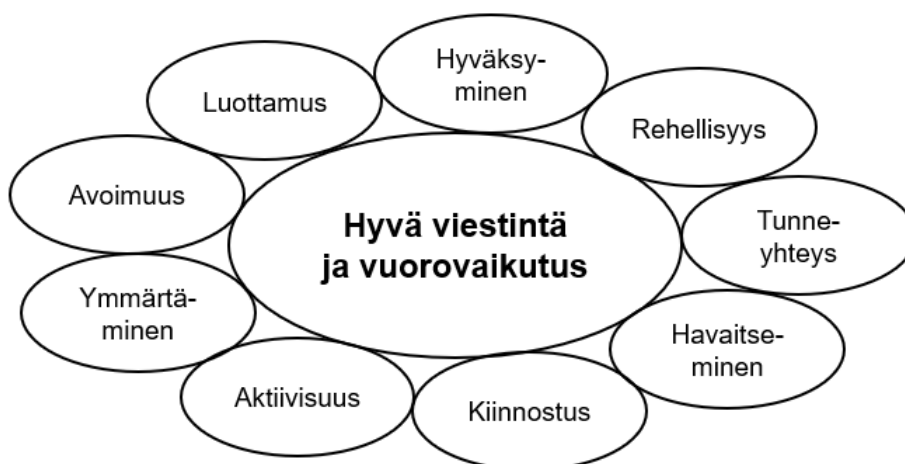 Hyväksy-
minen
Luottamus
Rehellisyys
Avoimuus
Hyvä viestintä
ja vuorovaikutus
Tunne-
yhteys
Ymmärtä-
minen
Havaitse-
minen
Aktiivisuus
Kiinnostus